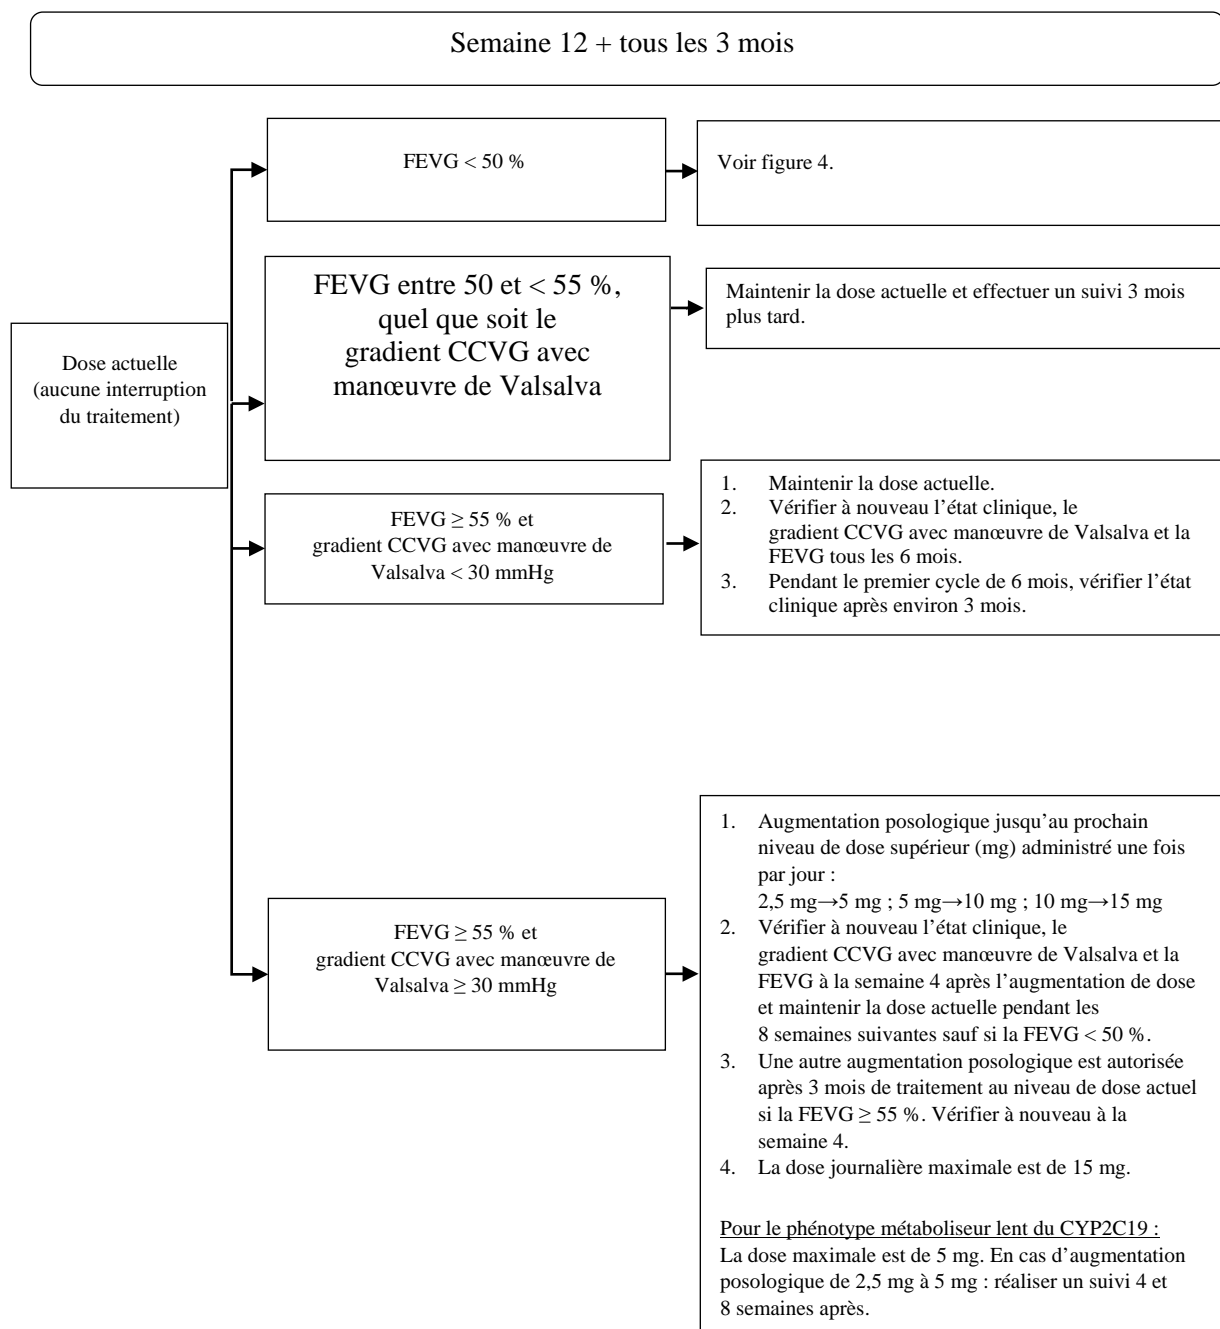 Semaine 12 + tous les 3 mois
FEVG < 50 %
Voir figure 4.
FEVG entre 50 et < 55 %,
quel que soit le
gradient CCVG avec
manœuvre de Valsalva
Maintenir la dose actuelle et effectuer un suivi 3 mois
plus tard.
Dose actuelle
(aucune interruption
du traitement)
FEVG ≥ 55 % et
gradient CCVG avec manœuvre de
Valsalva < 30 mmHg
1. Maintenir la dose actuelle.
2. Vérifier à nouveau l’état clinique, le
gradient CCVG avec manœuvre de Valsalva et la
FEVG tous les 6 mois.
3. Pendant le premier cycle de 6 mois, vérifier l’état
clinique après environ 3 mois.
FEVG ≥ 55 % et
gradient CCVG avec manœuvre de
Valsalva ≥ 30 mmHg
1. Augmentation posologique jusqu’au prochain
niveau de dose supérieur (mg) administré une fois
par jour :
2,5 mg→5 mg ; 5 mg→10 mg ; 10 mg→15 mg
2. Vérifier à nouveau l’état clinique, le
gradient CCVG avec manœuvre de Valsalva et la
FEVG à la semaine 4 après l’augmentation de dose
et maintenir la dose actuelle pendant les
8 semaines suivantes sauf si la FEVG < 50 %.
3. Une autre augmentation posologique est autorisée
après 3 mois de traitement au niveau de dose actuel
si la FEVG ≥ 55 %. Vérifier à nouveau à la
semaine 4.
4. La dose journalière maximale est de 15 mg.
Pour le phénotype métaboliseur lent du CYP2C19 :
La dose maximale est de 5 mg. En cas d’augmentation
posologique de 2,5 mg à 5 mg : réaliser un suivi 4 et
8 semaines après.